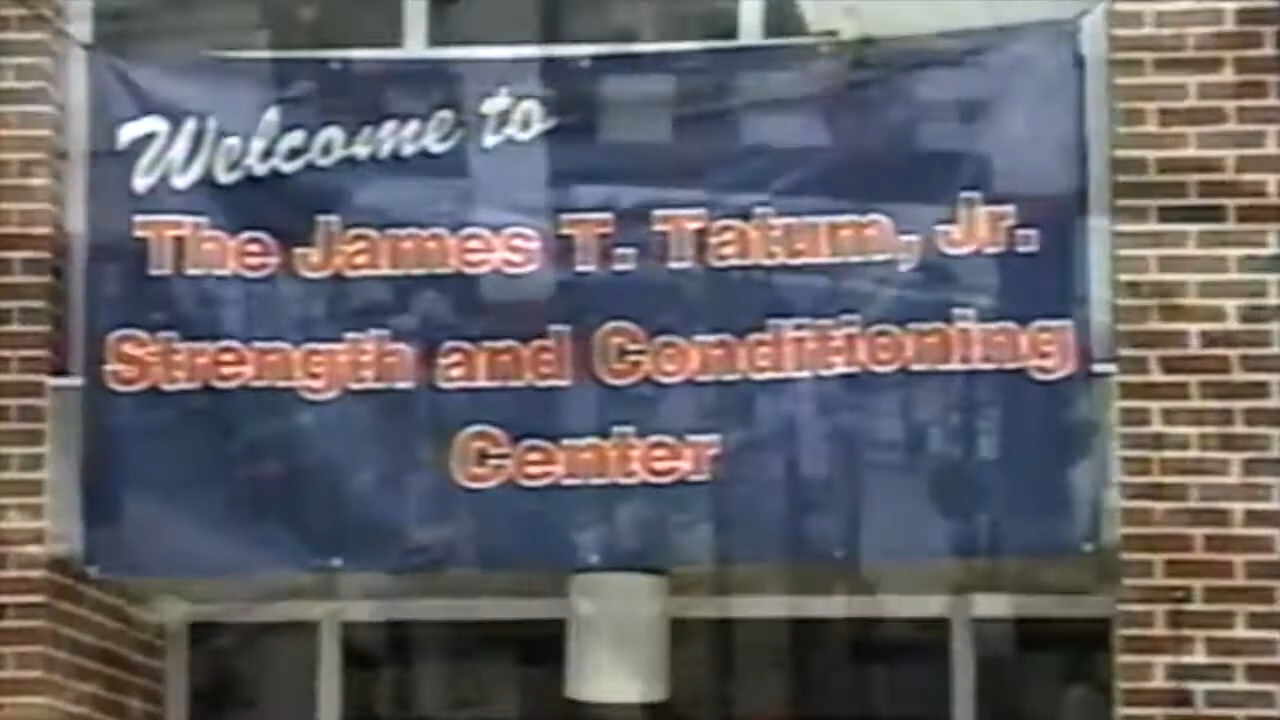 Welcome to
The James T. Tatum, Jr.
Strength and Conditioning
Center